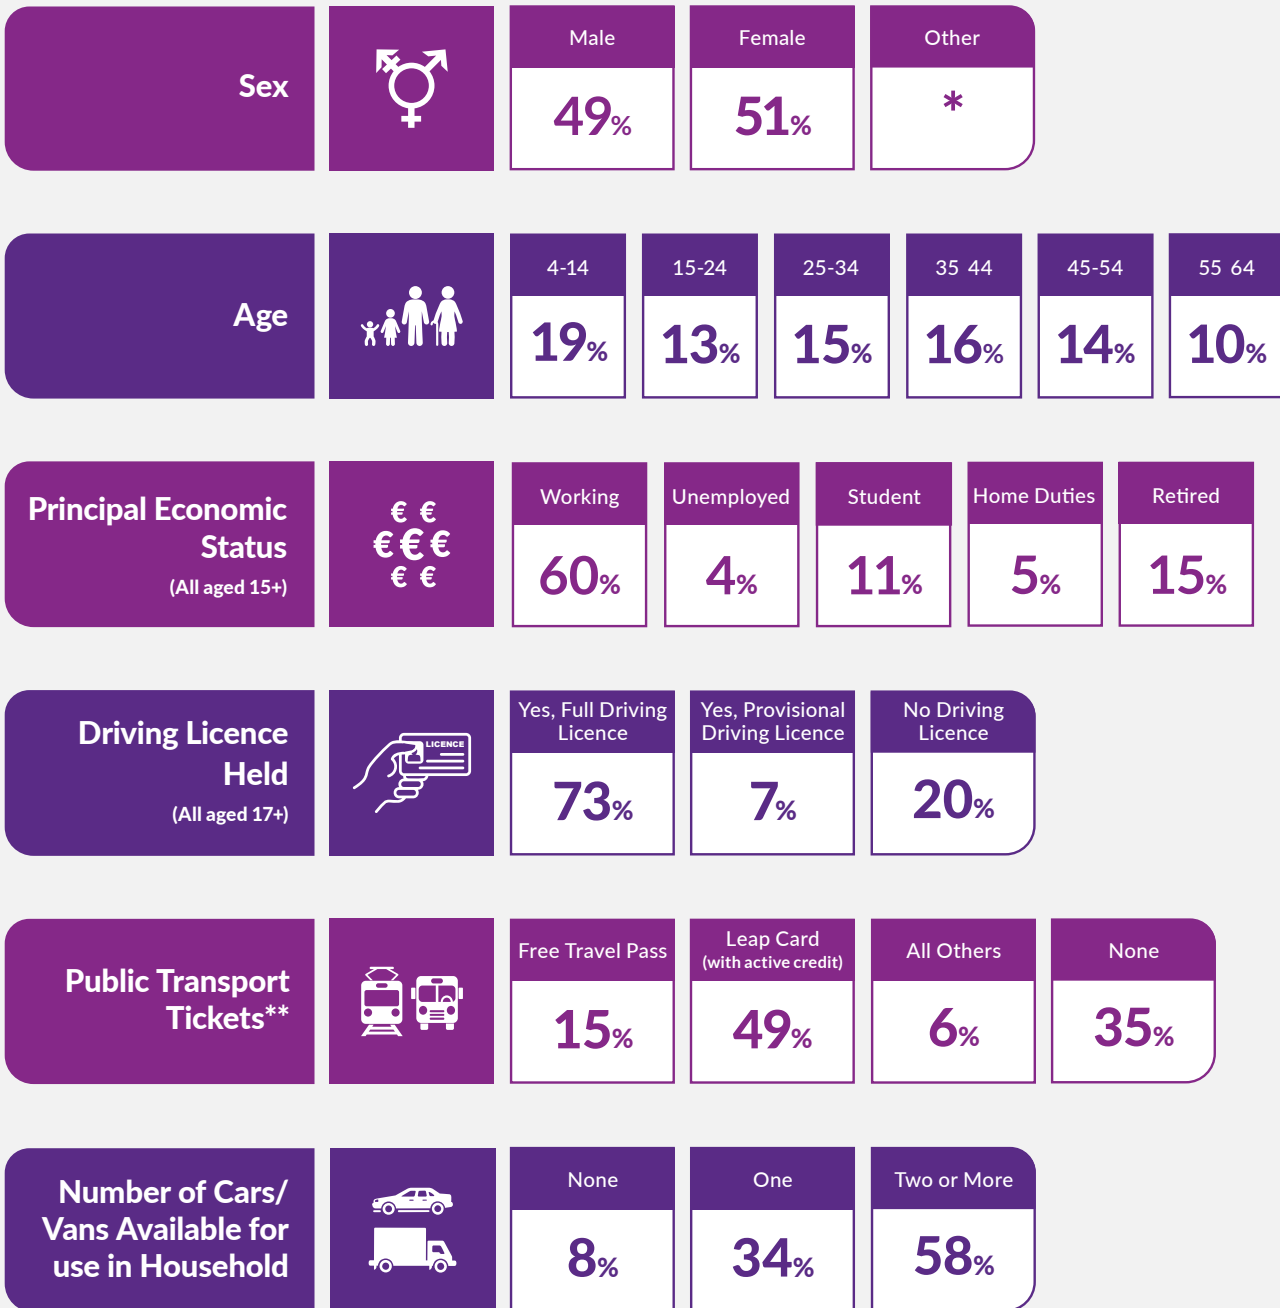 Sex
Male
49%
Female
51%
Other
*
Age
4-14
19%
15-24
13%
25-34
15%
35 44
16%
45-54
14%
55 64
10%
Principal Economic
Status
(All aged 15+)
Working
60%
Unemployed
4%
Student
11%
Home Duties
5%
Retired
15%
Driving Licence
Held
(All aged 17+)
LICENCE
Yes, Full Driving
Licence
73%
Yes, Provisional
Driving Licence
7%
No Driving
Licence
20%
Public Transport
Tickets**
Free Travel Pass
15%
Leap Card
(with active credit)
49%
All Others
6%
None
35%
Number of Cars/
Vans Available for
use in Household
None
8%
One
34%
Two or More
58%